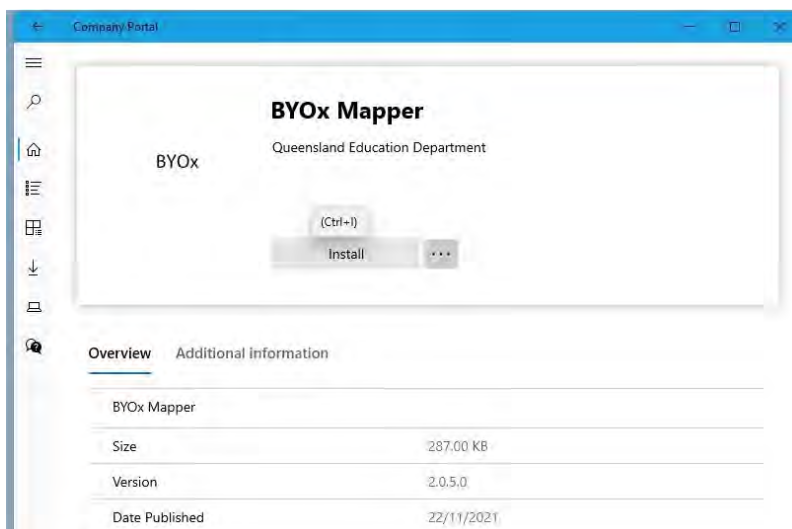 Company Portal
BYOx
BYOx Mapper
Queensland Education Department
(Ctrl+I)
Install
Overview Additional information
BYOx Mapper
Size 287.00 KB
Version 2.0.5.0
Date Published 22/11/2021